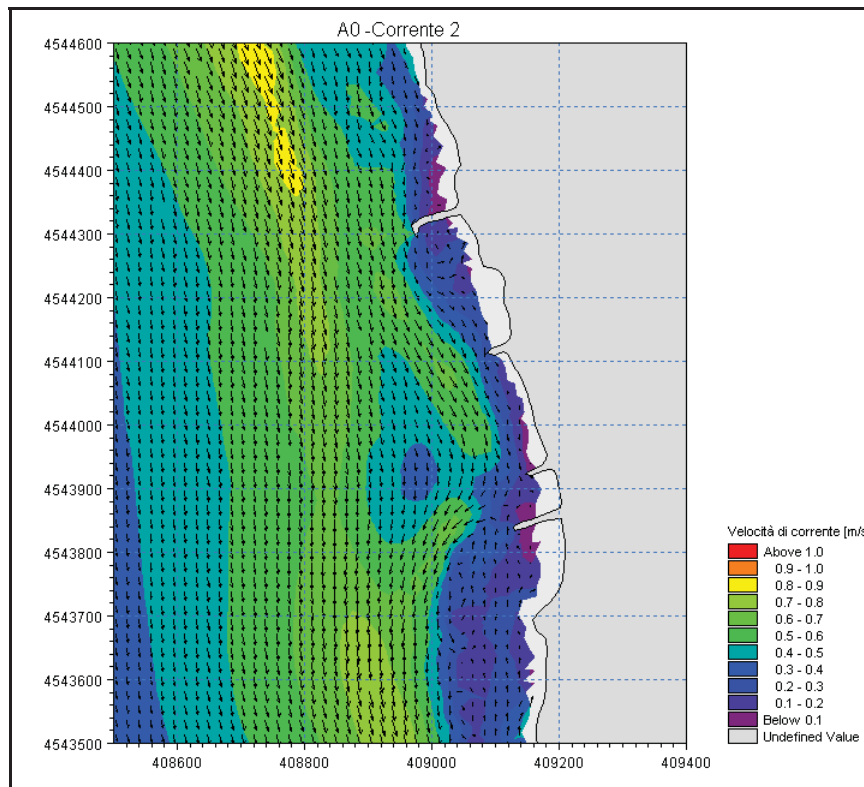 A0 -Corrente 2
4544600
4544500
4544400
4544300
4544200
4544100
4544000
4543900
4543800
4543700
4543600
4543500
408600 408800 409000 409200 409400
Velocità di corrente [m/s
Above 1.0
0.9 - 1.0
0.8 - 0.9
0.7 - 0.8
0.6 - 0.7
0.5 - 0.6
0.4 - 0.5
0.3 - 0.4
0.2 - 0.3
0.1 - 0.2
Below 0.1
Undefined Value